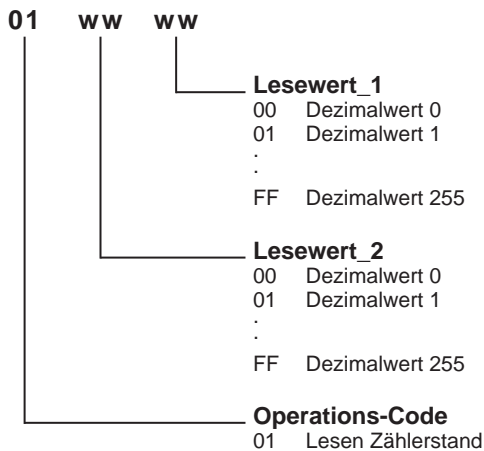 01 ww ww
Lesewert_1
00 Dezimalwert 0
01 Dezimalwert 1
.
.
FF Dezimalwert 255
Lesewert_2
00 Dezimalwert 0
01 Dezimalwert 1
.
.
FF Dezimalwert 255
Operations-Code
01 Lesen Zählerstand